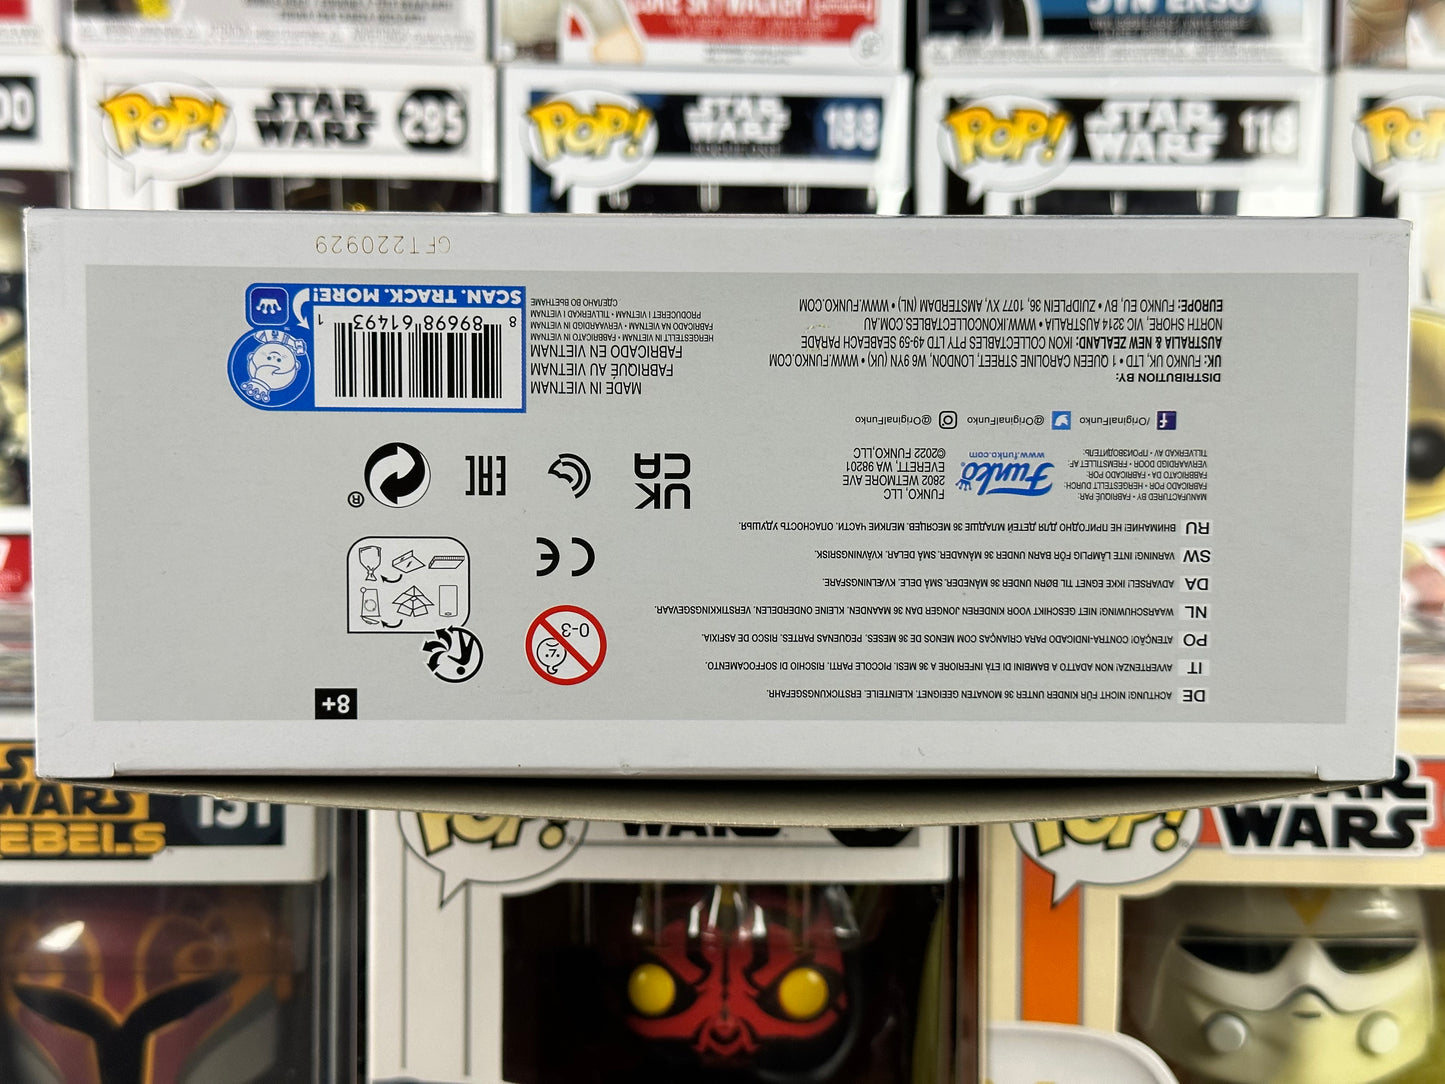 LUKE SKYWALKER
JYN ERSO
POP! STAR WARS 295
POP! STAR WARS 188
POP! STAR WARS 116
POP!
DE ACHTUNG! NICHT FÜR KINDER UNTER 36 MONATEN GEEIGNET. KLEINTEILE. ERSTICKUNGSGEFAHR.
IT AVVERTENZA! NON ADATTO A BAMBINI DI ETÀ INFERIORE A 36 MESI. PICCOLE PARTI. RISCHIO DI SOFFOCAMENTO.
PO ATENÇÃO! CONTRA-INDICADO PARA CRIANÇAS COM MENOS DE 36 MESES. PEQUENAS PARTES. RISCO DE ASFIXIA.
NL WAARSCHUWING! NIET GESCHIKT VOOR KINDEREN JONGER DAN 36 MAANDEN. KLEINE ONDERDELEN. VERSTIKKINGSGEVAAR.
DA ADVARSEL! IKKE EGNET TIL BØRN UNDER 36 MÅNEDER. SMÅ DELE. KVÆLNINGSFARE.
SW VARNING! INTE LÄMPLIG FÖR BARN UNDER 36 MÅNADER. SMÅ DELAR. KVÄVNINGSRISK.
RU ВНИМАНИЕ! НЕ ПРИГОДНО ДЛЯ ДЕТЕЙ МЛАДШЕ 36 МЕСЯЦЕВ. МЕЛКИЕ ЧАСТИ. ОПАСНОСТЬ УДУШЬЯ.
MANUFACTURED BY • FABRIQUÉ PAR:
FABRICADO POR • HERGESTELLT DURCH:
FABRICATO DA • FABRICADO POR:
VERVAARDIGD DOOR • FREMSTILLET AF:
TILLVERKAD AV • ПРОИЗВОДИТЕЛЬ:
Funko
www.funko.com
FUNKO, LLC
2802 WETMORE AVE
EVERETT, WA 98201
©2022 FUNKO,LLC
/OriginalFunko @OriginalFunko @OriginalFunko
DISTRIBUTION BY:
UK: FUNKO UK, LTD • 1 QUEEN CAROLINE STREET, LONDON, W6 9YN (UK) • WWW.FUNKO.COM
AUSTRALIA & NEW ZEALAND: IKON COLLECTABLES PTY LTD 49-59 SEABEACH PARADE
NORTH SHORE, VIC 3214 AUSTRALIA • WWW.IKONCOLLECTABLES.COM.AU
EUROPE: FUNKO EU, BV • ZUIDPLEIN 36, 1077 XV, AMSTERDAM (NL) • WWW.FUNKO.COM
8+
0-3
CE
UK
CA
EAC
®
MADE IN VIETNAM
FABRIQUÉ AU VIETNAM
FABRICADO EN VIETNAM
HERGESTELLT IN VIETNAM • FABBRICATO IN VIETNAM
FABRICADO NA VIETNAM • VERVAARDIGD IN VIETNAM
PRODUCERET I VIETNAM • TILLVERKAD I VIETNAM
СДЕЛАНО ВО ВЬЕТНАМЕ
8 89698 61493 1
SCAN. TRACK. MORE!
GFT220929
STAR WARS REBELS 151
POP! WARS
POP! STAR WARS